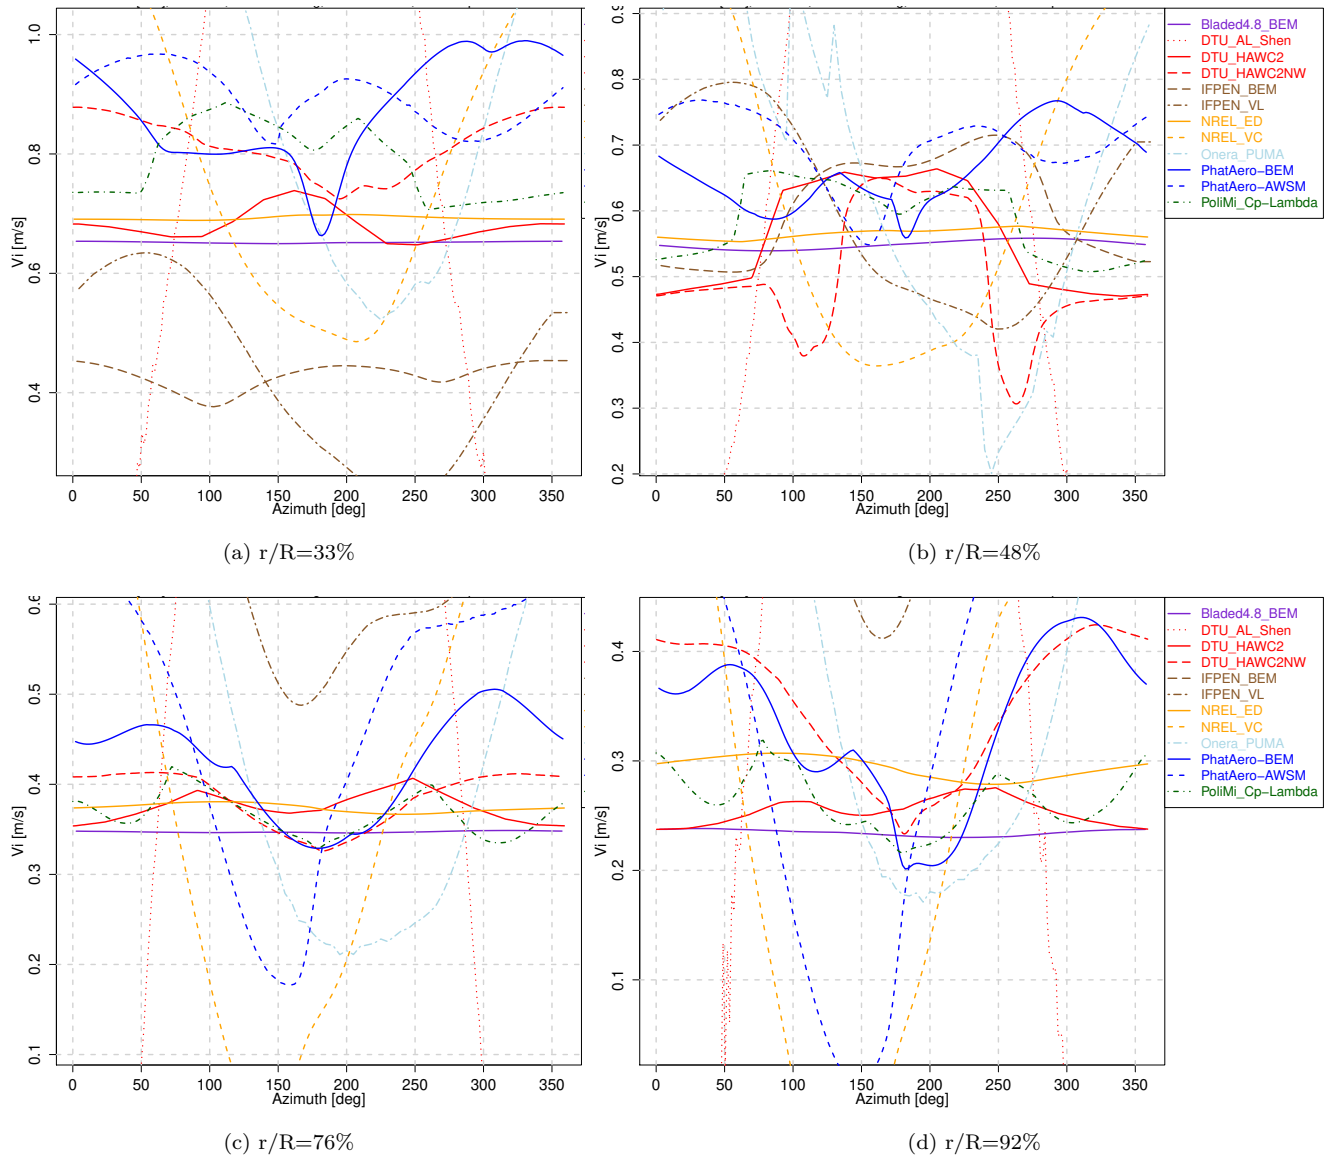 1.0
0.8
0.6
0.4
Vi [m/s]
0 50 100 150 200 250 300 350
Azimuth [deg]
(a) r/R=33%
0.8
0.7
0.6
0.5
0.4
0.3
0.2
Vi [m/s]
0 50 100 150 200 250 300 350
Azimuth [deg]
(b) r/R=48%
Bladed4.8_BEM
DTU_AL_Shen
DTU_HAWC2
DTU_HAWC2NW
IFPEN_BEM
IFPEN_VL
NREL_ED
NREL_VC
Onera_PUMA
PhatAero-BEM
PhatAero-AWSM
PoliMi_Cp-Lambda
0.6
0.5
0.4
0.3
0.2
0.1
Vi [m/s]
0 50 100 150 200 250 300 350
Azimuth [deg]
(c) r/R=76%
0.4
0.3
0.2
0.1
Vi [m/s]
0 50 100 150 200 250 300 350
Azimuth [deg]
(d) r/R=92%
Bladed4.8_BEM
DTU_AL_Shen
DTU_HAWC2
DTU_HAWC2NW
IFPEN_BEM
IFPEN_VL
NREL_ED
NREL_VC
Onera_PUMA
PhatAero-BEM
PhatAero-AWSM
PoliMi_Cp-Lambda